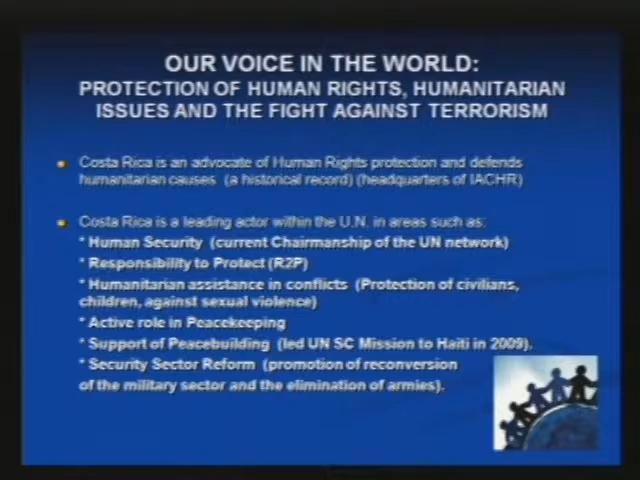 OUR VOICE IN THE WORLD:
PROTECTION OF HUMAN RIGHTS, HUMANITARIAN
ISSUES AND THE FIGHT AGAINST TERRORISM
Costa Rica is an advocate of Human Rights protection and defends
humanitarian causes (a historical record) (headquarters of IACHR)
Costa Rica is a leading actor within the U.N. in areas such as:
* Human Security (current Chairmanship of the UN network)
* Responsibility to Protect (R2P)
* Humanitarian assistance in conflicts (Protection of civilians,
children, against sexual violence)
* Active role in Peacekeeping
* Support of Peacebuilding (led UN SC Mission to Haiti in 2009).
* Security Sector Reform (promotion of reconversion
of the military sector and the elimination of armies).